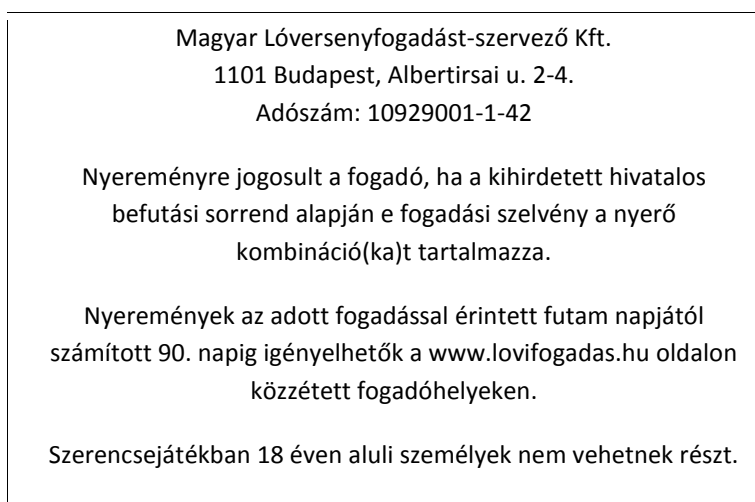 Magyar Lóversenyfogadást-szervező Kft.
1101 Budapest, Albertirsai u. 2-4.
Adószám: 10929001-1-42
Nyereményre jogosult a fogadó, ha a kihirdetett hivatalos
befutási sorrend alapján e fogadási szelvény a nyerő
kombináció(ka)t tartalmazza.
Nyeremények az adott fogadással érintett futam napjától
számított 90. napig igényelhetők a www.lovifogadas.hu oldalon
közzétett fogadóhelyeken.
Szerencsejátékban 18 éven aluli személyek nem vehetnek részt.